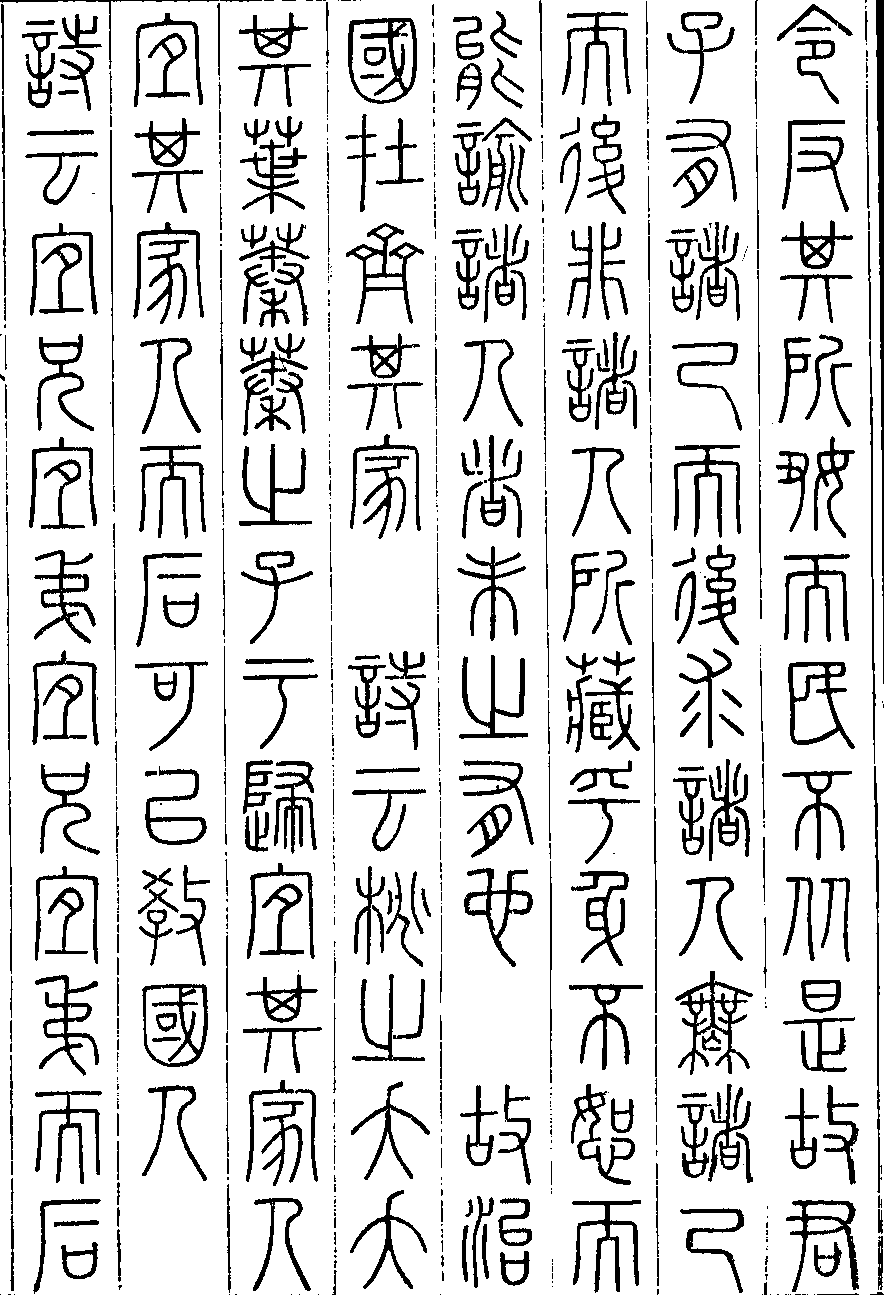 令反其所好而民不从是故君
子有諸己而後求諸人無諸己
而後非諸人所藏乎身不恕而
能諭諸人者未之有也　故治
國在齊其家　詩云桃之夭夭
其葉蓁蓁之子于歸宜其家人
宜其家人而后可以教國人
詩云宜兄宜弟宜兄宜弟而后